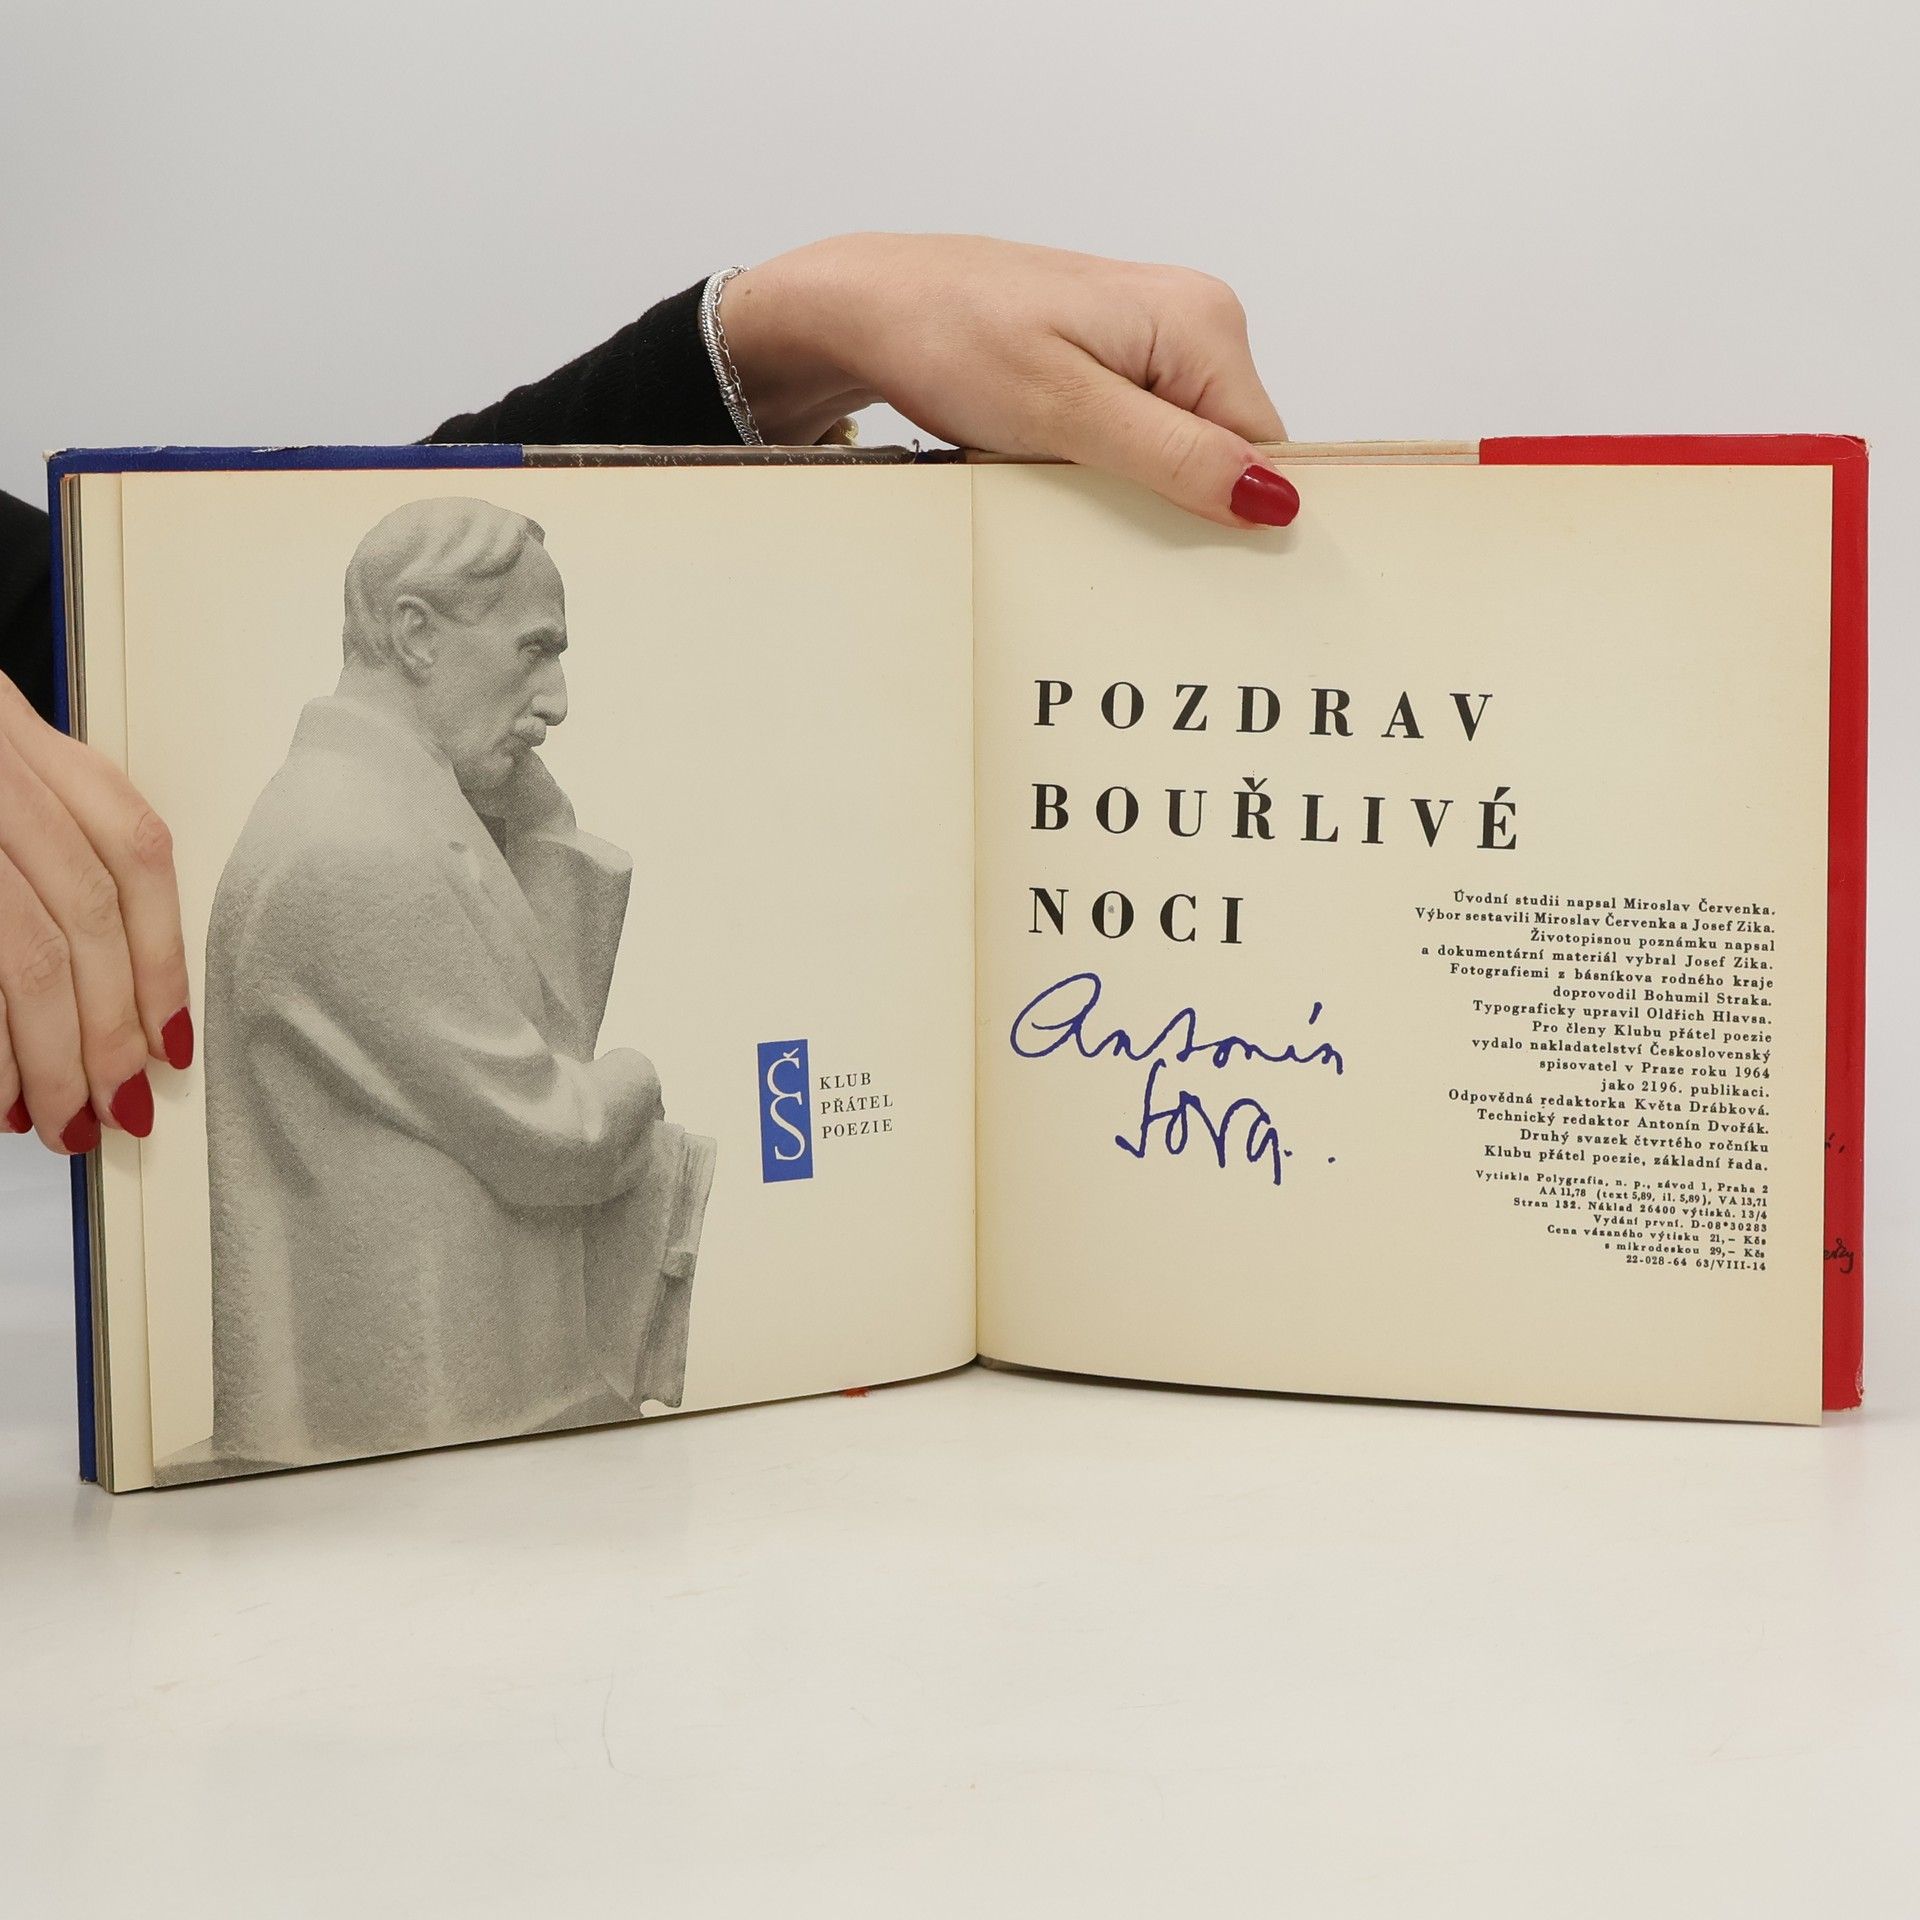 ČS
KLUB
PŘÁTEL
POEZIE
POZDRAV
BOUŘLIVÉ
NOCI
Antonín
Sova.
Úvodní studii napsal Miroslav Červenka.
Výbor sestavili Miroslav Červenka a Josef Zika.
Životopisnou poznámku napsal
a dokumentární materiál vybral Josef Zika.
Fotografiemi z básníkova rodného kraje
doprovodil Bohumil Straka.
Typograficky upravil Oldřich Hlavsa.
Pro členy Klubu přátel poezie
vydalo nakladatelství Československý
spisovatel v Praze roku 1964
jako 2196. publikaci.
Odpovědná redaktorka Květa Drábková.
Technický redaktor Antonín Dvořák.
Druhý svazek čtvrtého ročníku
Klubu přátel poezie, základní řada.
Vytiskla Polygrafia, n. p., závod 1, Praha 2
AA 11,78 (text 5,89, il. 5,89), VA 13,71
Stran 132. Náklad 26400 výtisků. 13/4
Vydání první. D-08*30283
Cena vázaného výtisku 21,– Kčs
s mikrodeskou 29,– Kčs
22-028-64 63/VIII-14